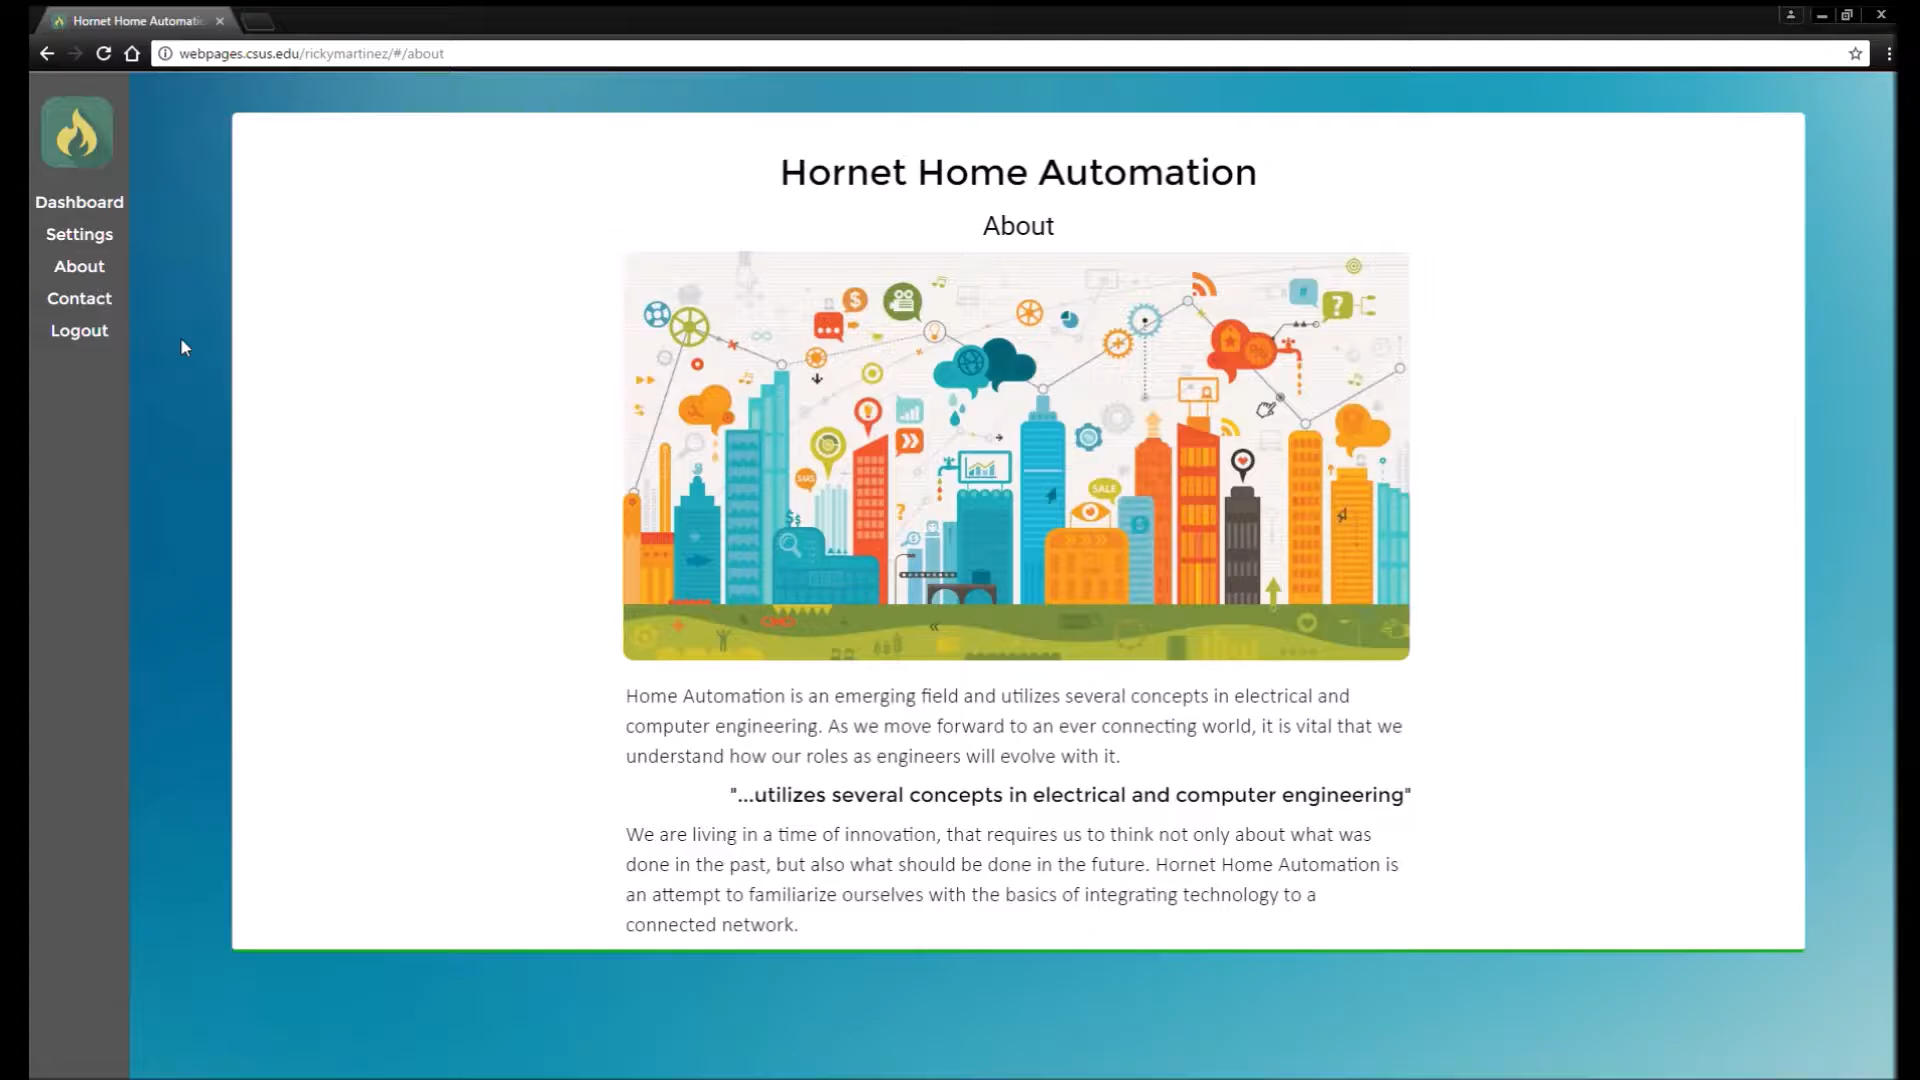 Hornet Home Automatic
webpages.csus.edu/rickymartinez/#/about
Dashboard
Settings
About
Contact
Logout
Hornet Home Automation
About
SMS
SALE
Home Automation is an emerging field and utilizes several concepts in electrical and
computer engineering. As we move forward to an ever connecting world, it is vital that we
understand how our roles as engineers will evolve with it.
"...utilizes several concepts in electrical and computer engineering"
We are living in a time of innovation, that requires us to think not only about what was
done in the past, but also what should be done in the future. Hornet Home Automation is
an attempt to familiarize ourselves with the basics of integrating technology to a
connected network.